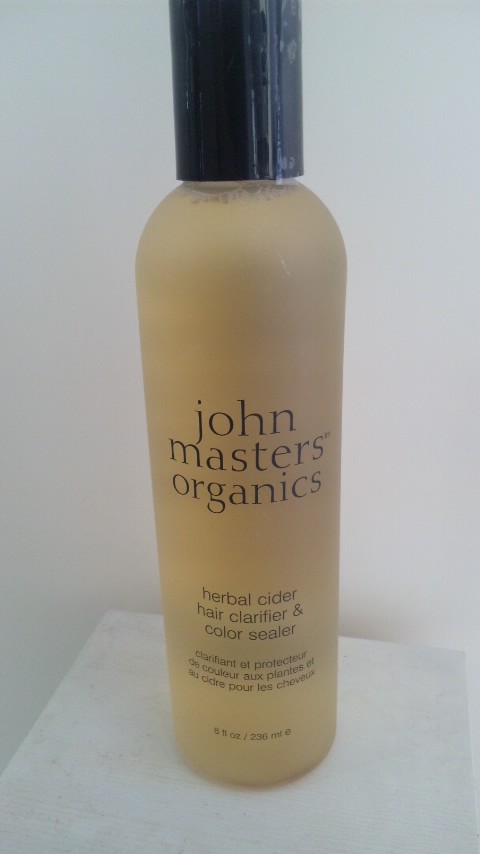 john
masters™
organics
herbal cider
hair clarifier &
color sealer
clarifiant et protecteur
de couleur aux plantes et
au cidre pour les cheveux
8 fl oz / 236 ml e